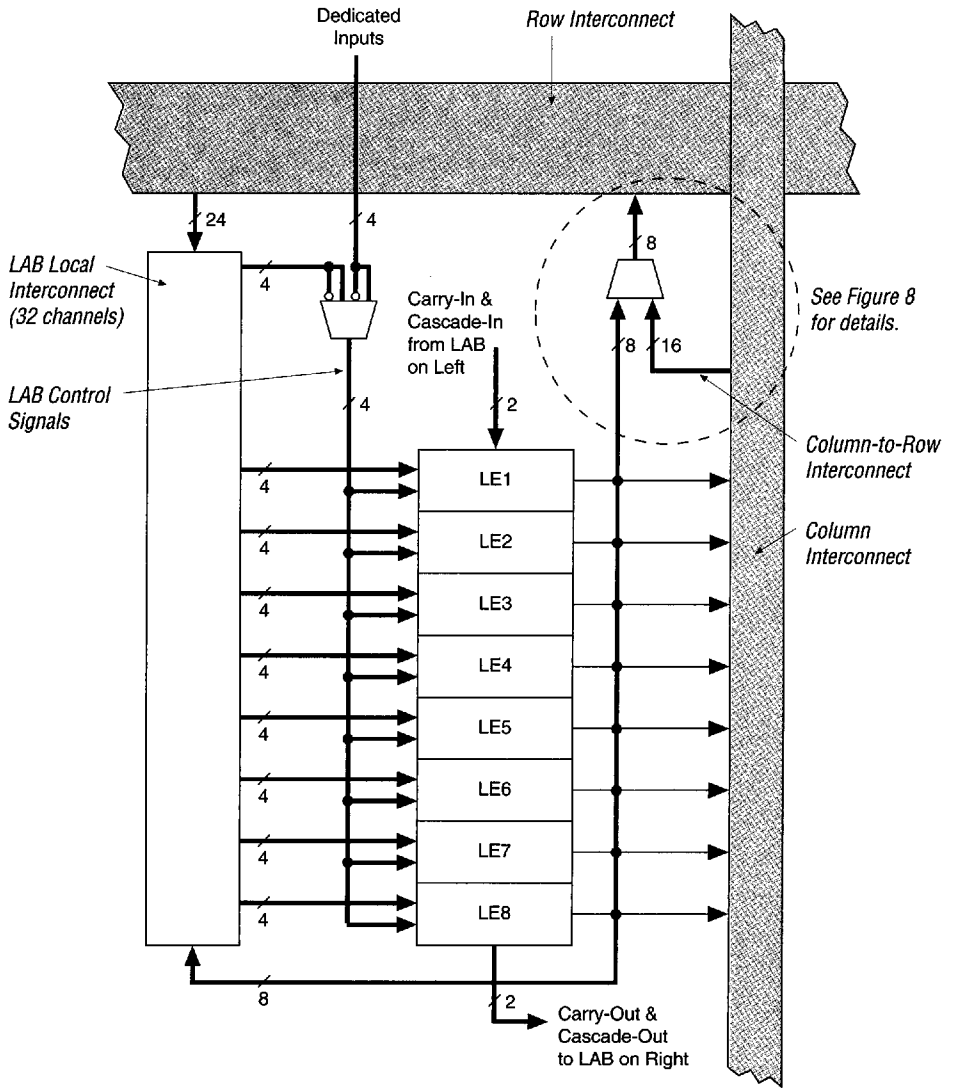 Dedicated
Inputs
Row Interconnect
24
4
8
LAB Local
Interconnect
(32 channels)
4
Carry-In &
Cascade-In
from LAB
on Left
See Figure 8
for details.
8
16
LAB Control
Signals
4
2
Column-to-Row
Interconnect
4
LE1
4
LE2
Column
Interconnect
4
LE3
4
LE4
4
LE5
4
LE6
4
LE7
4
LE8
8
2
Carry-Out &
Cascade-Out
to LAB on Right